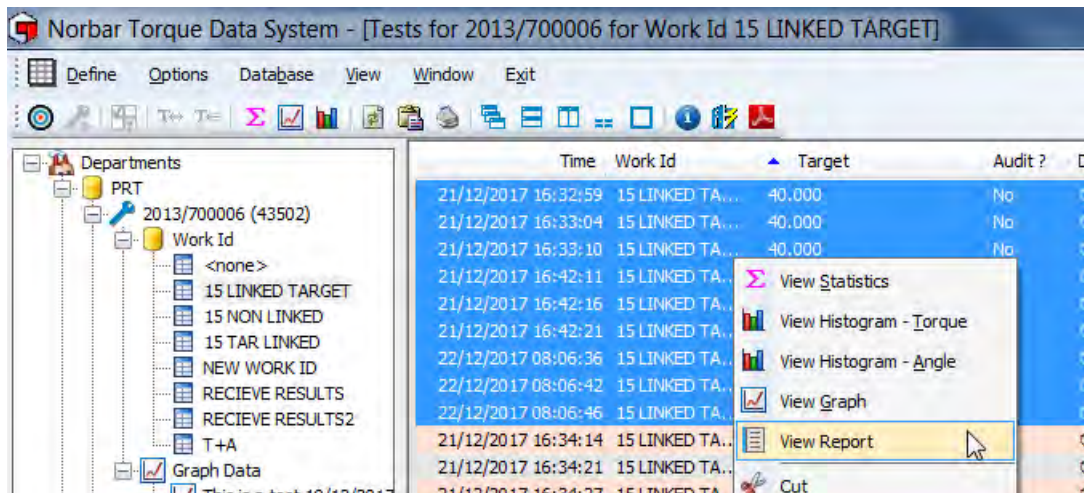 Norbar Torque Data System - [Tests for 2013/700006 for Work Id 15 LINKED TARGET]
Define Options Database View Window Exit
Departments
PRT
2013/700006 (43502)
Work Id
<none>
15 LINKED TARGET
15 NON LINKED
15 TAR LINKED
NEW WORK ID
RECIEVE RESULTS
RECIEVE RESULTS2
T+A
Graph Data
Time Work Id Target Audit ?
21/12/2017 16:32:59 15 LINKED TA... 40.000 No
21/12/2017 16:33:04 15 LINKED TA... 40.000 No
21/12/2017 16:33:10 15 LINKED TA... 40.000 No
21/12/2017 16:42:11 15 LINKED TA..
21/12/2017 16:42:16 15 LINKED TA..
21/12/2017 16:42:21 15 LINKED TA..
22/12/2017 08:06:36 15 LINKED TA..
22/12/2017 08:06:42 15 LINKED TA..
22/12/2017 08:06:46 15 LINKED TA..
21/12/2017 16:34:14 15 LINKED TA..
21/12/2017 16:34:21 15 LINKED TA..
21/12/2017 16:34:27 15 LINKED TA
View Statistics
View Histogram - Torque
View Histogram - Angle
View Graph
View Report
Cut